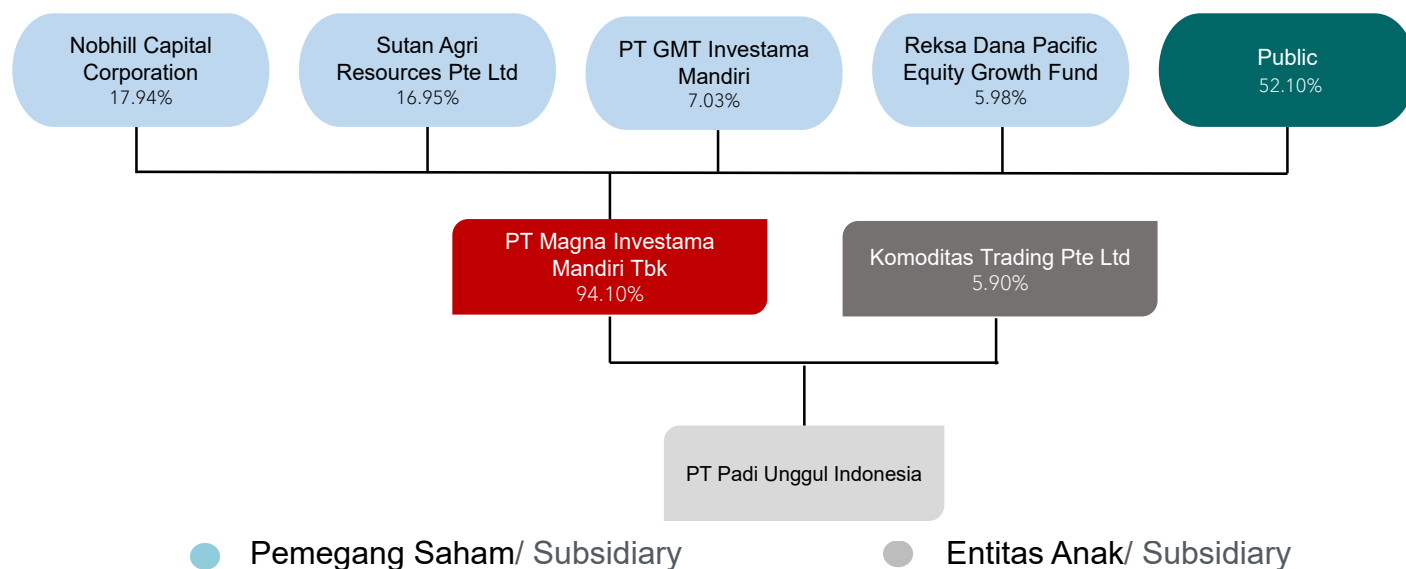 Nobhill Capital
Corporation
17.94%
Sutan Agri
Resources Pte Ltd
16.95%
PT GMT Investama
Mandiri
7.03%
Reksa Dana Pacific
Equity Growth Fund
5.98%
Public
52.10%
PT Magna Investama
Mandiri Tbk
94.10%
Komoditas Trading Pte Ltd
5.90%
PT Padi Unggul Indonesia
Pemegang Saham/ Subsidiary
Entitas Anak/ Subsidiary